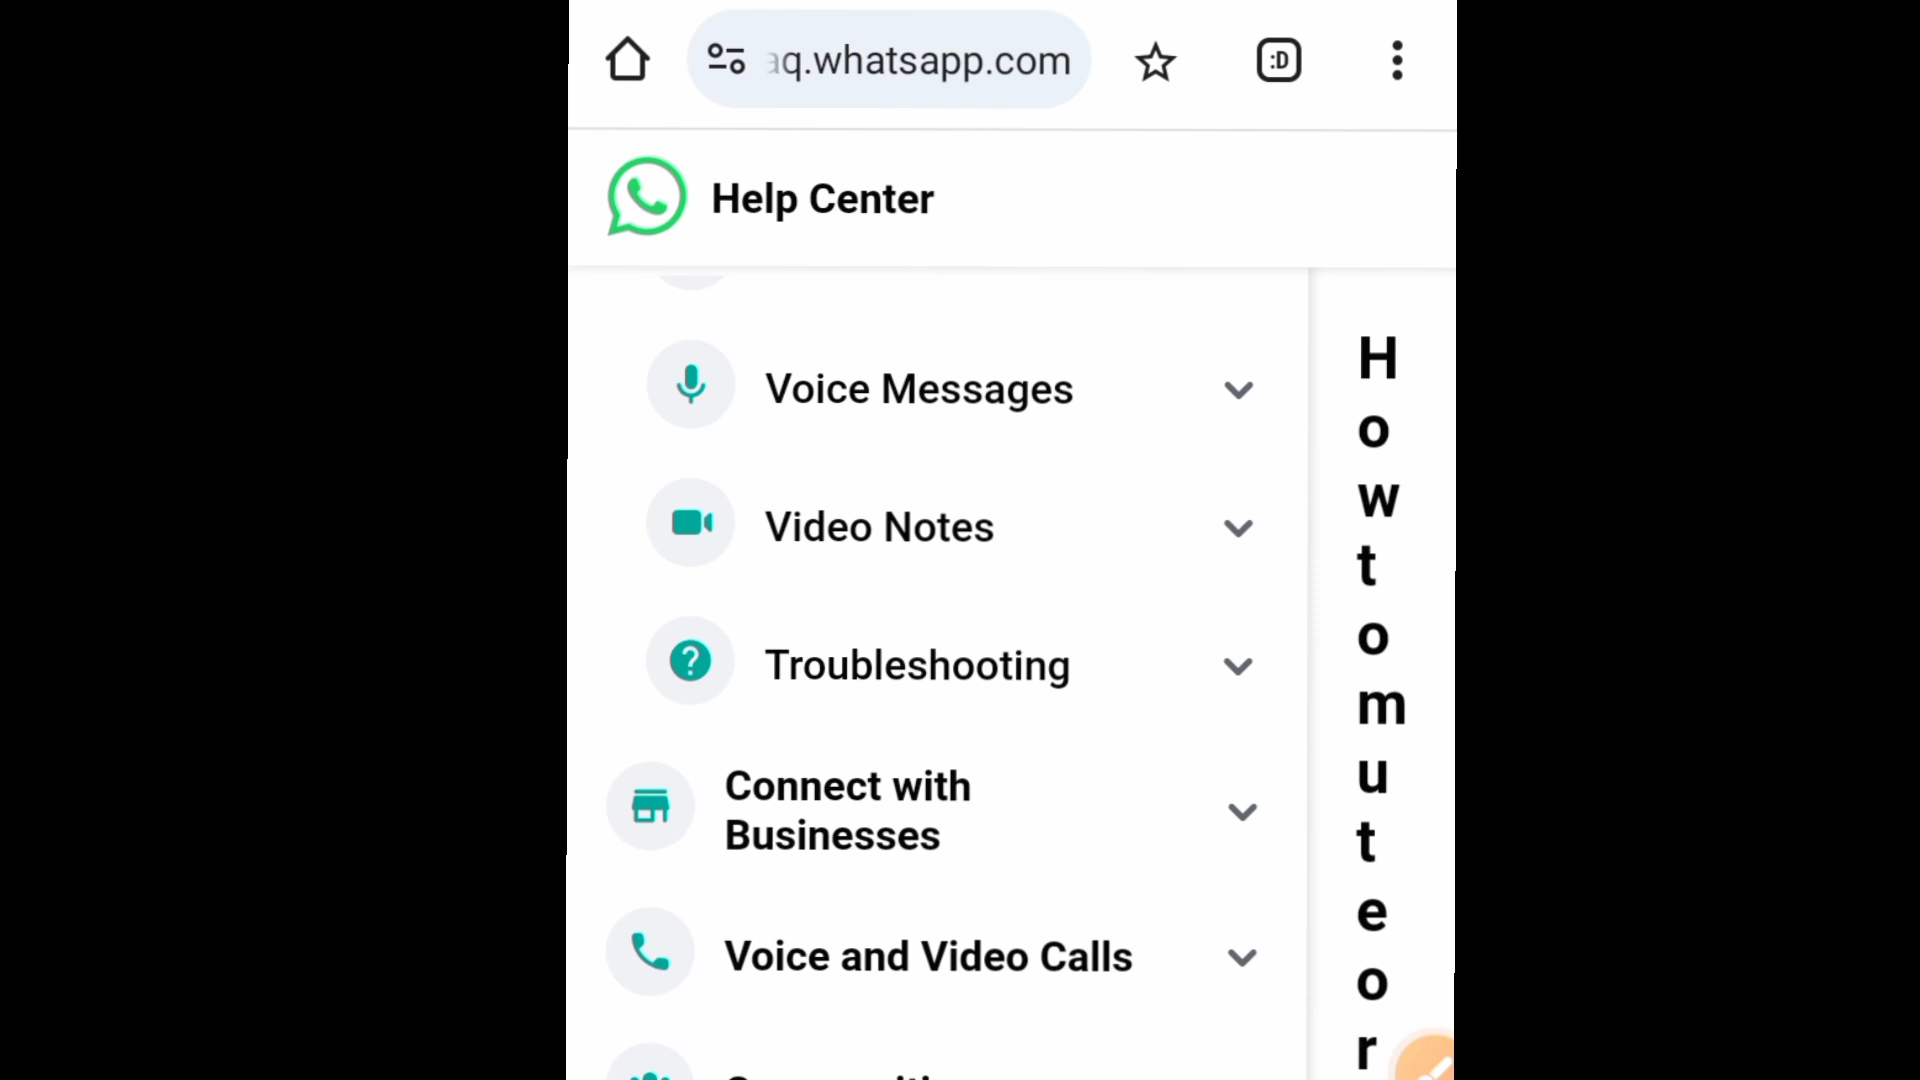 aq.whatsapp.com
:D
Help Center
Voice Messages
Video Notes
Troubleshooting
Connect with
Businesses
Voice and Video Calls
H
o
w
t
o
m
u
t
e
o
r